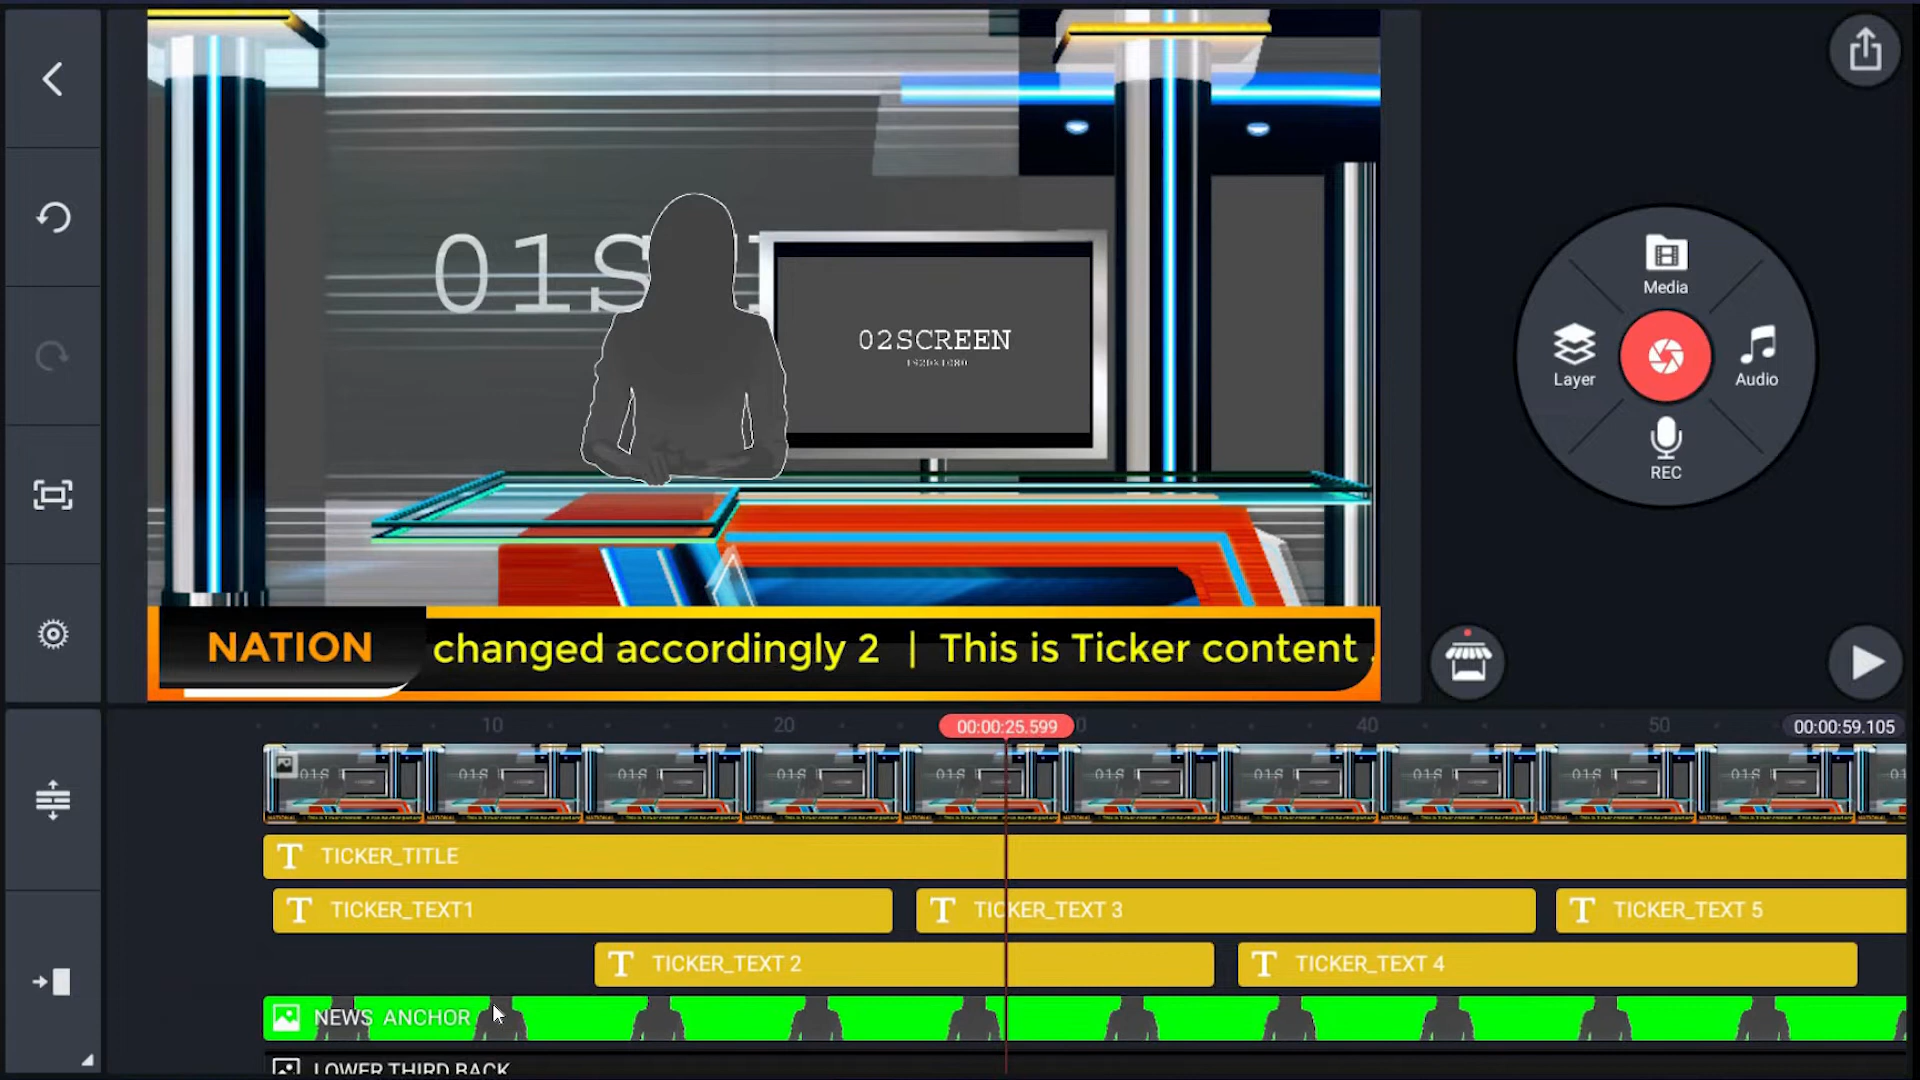 01S
02SCREEN
1920X1080
NATION
changed accordingly 2 | This is Ticker content .
Media
Layer
Audio
REC
10
20
00:00:25.599
0
40
50
00:00:59.105
TICKER_TITLE
TICKER_TEXT1
TICKER_TEXT 3
TICKER_TEXT 5
TICKER_TEXT 2
TICKER_TEXT 4
NEWS ANCHOR
LOWER THIRD BACK